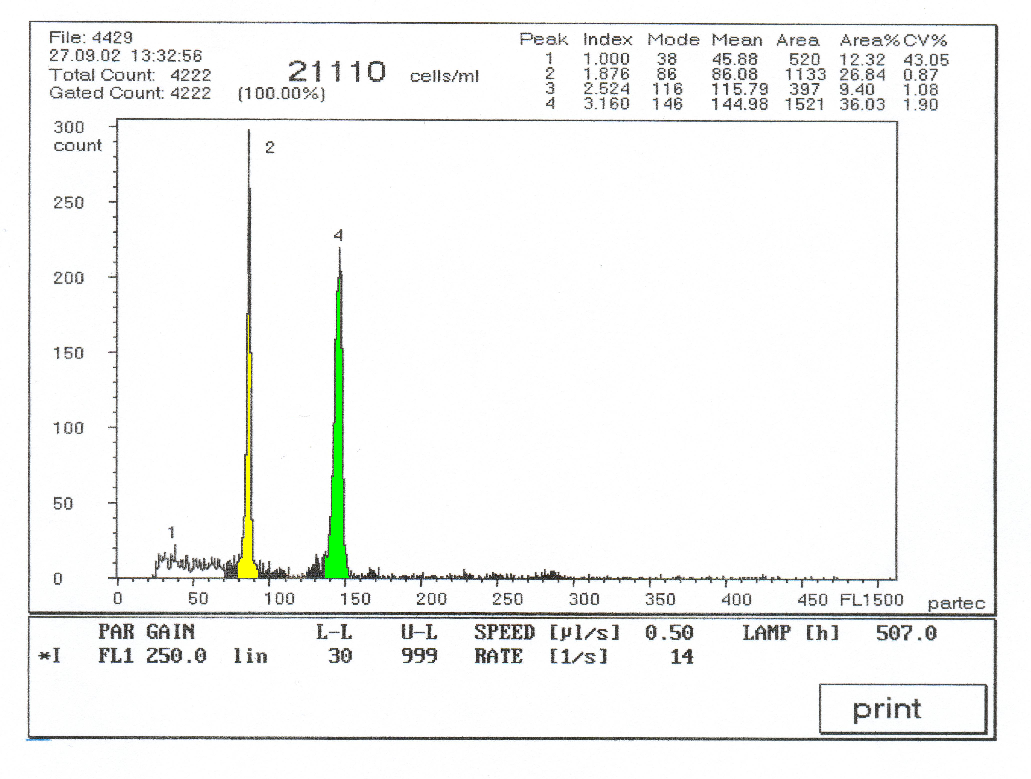 File: 4429
27.09.02 13:32:56
Total Count: 4222
Gated Count: 4222 (100.00%)
21110 cells/ml
Peak Index Mode Mean Area Area% CV%
1 1.000 38 45.88 520 12.32 43.05
2 1.876 86 86.08 1133 26.84 0.87
3 2.524 116 115.79 397 9.40 1.08
4 3.160 146 144.98 1521 36.03 1.90
300
count
250
200
150
100
50
0
2
4
1
0 50 100 150 200 250 300 350 400 450 FL1500 partec
PAR GAIN L-L U-L SPEED [µl/s] 0.50 LAMP [h] 507.0
*I FL1 250.0 lin 30 999 RATE [1/s] 14
print